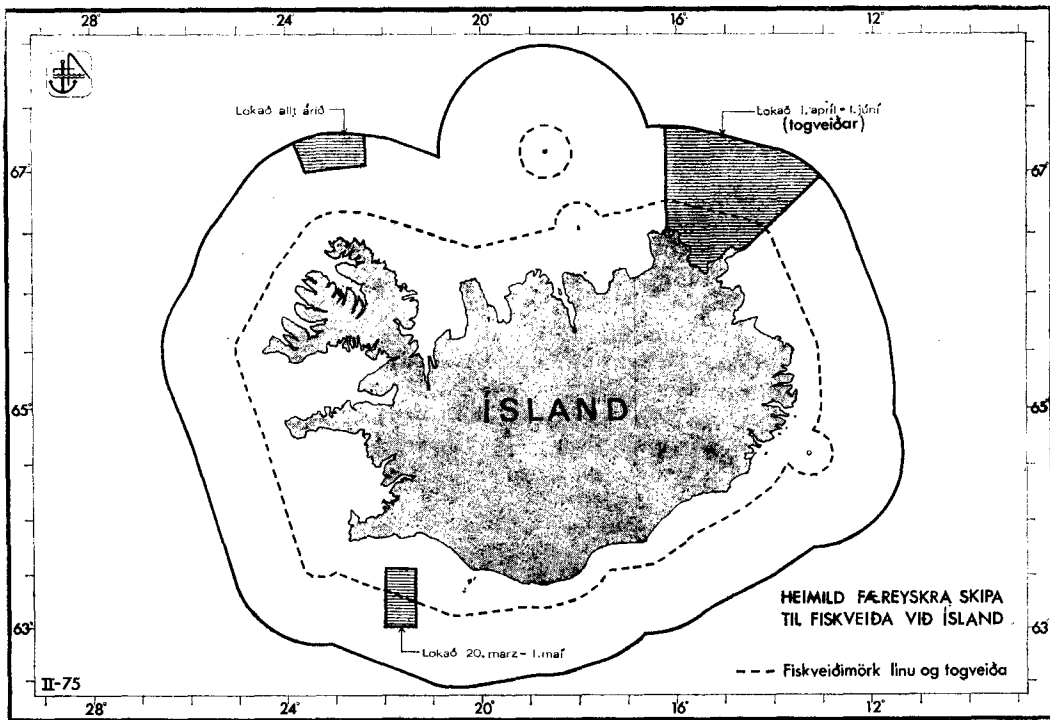 28° 24° 20° 16° 12°
Lokað allt árið
Lokað 1. apríl - 1. júní
(togveiðar)
67° 67°
65° 65°
ÍSLAND
63° 63°
HEIMILD FÆREYSKRA SKIPA
TIL FISKVEIÐA VIÐ ÍSLAND
Lokað 20. marz - 1. maí
--- Fiskveiðimörk línu og togveiða
II-75
28° 24° 20° 16° 12°